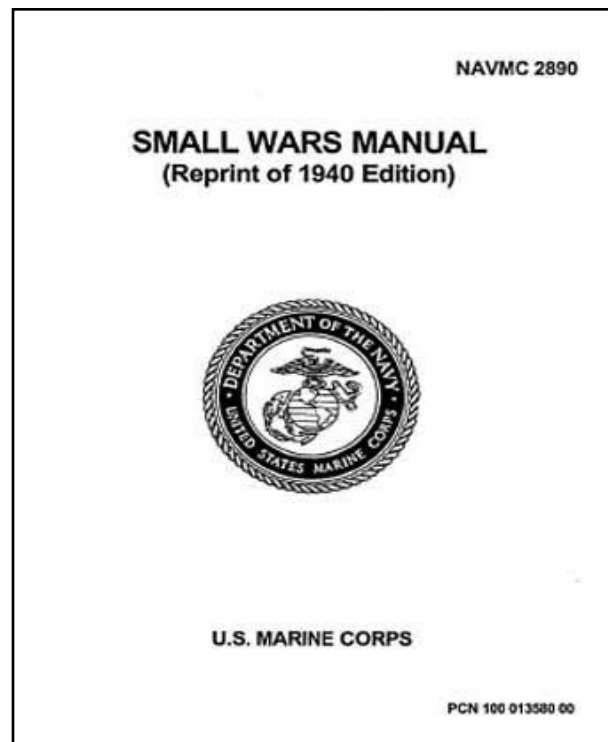 NAVMC 2890
SMALL WARS MANUAL
(Reprint of 1940 Edition)
DEPARTMENT OF THE NAVY
UNITED STATES MARINE CORPS
U.S. MARINE CORPS
PCN 100 013580 00